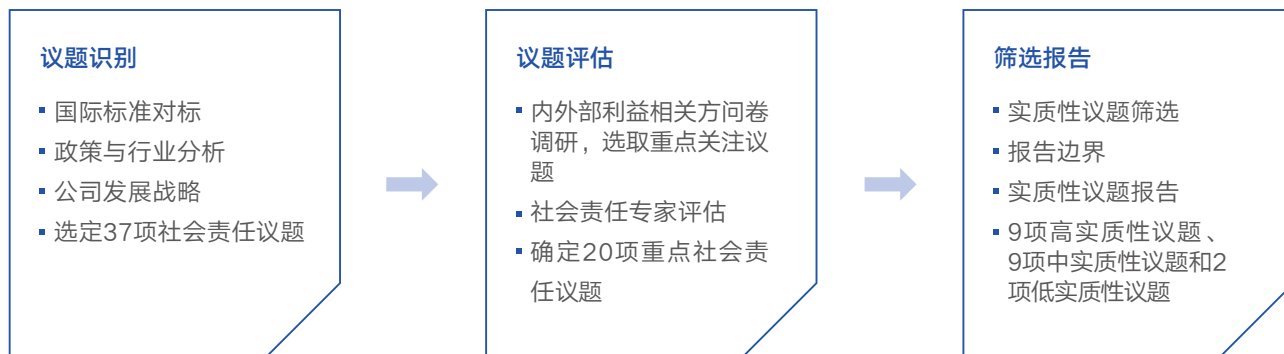 议题识别
国际标准对标
政策与行业分析
公司发展战略
选定37项社会责任议题
议题评估
内外部利益相关方问卷
调研，选取重点关注议
题
社会责任专家评估
确定20项重点社会责
任议题
筛选报告
实质性议题筛选
报告边界
实质性议题报告
9项高实质性议题、
9项中实质性议题和2
项低实质性议题